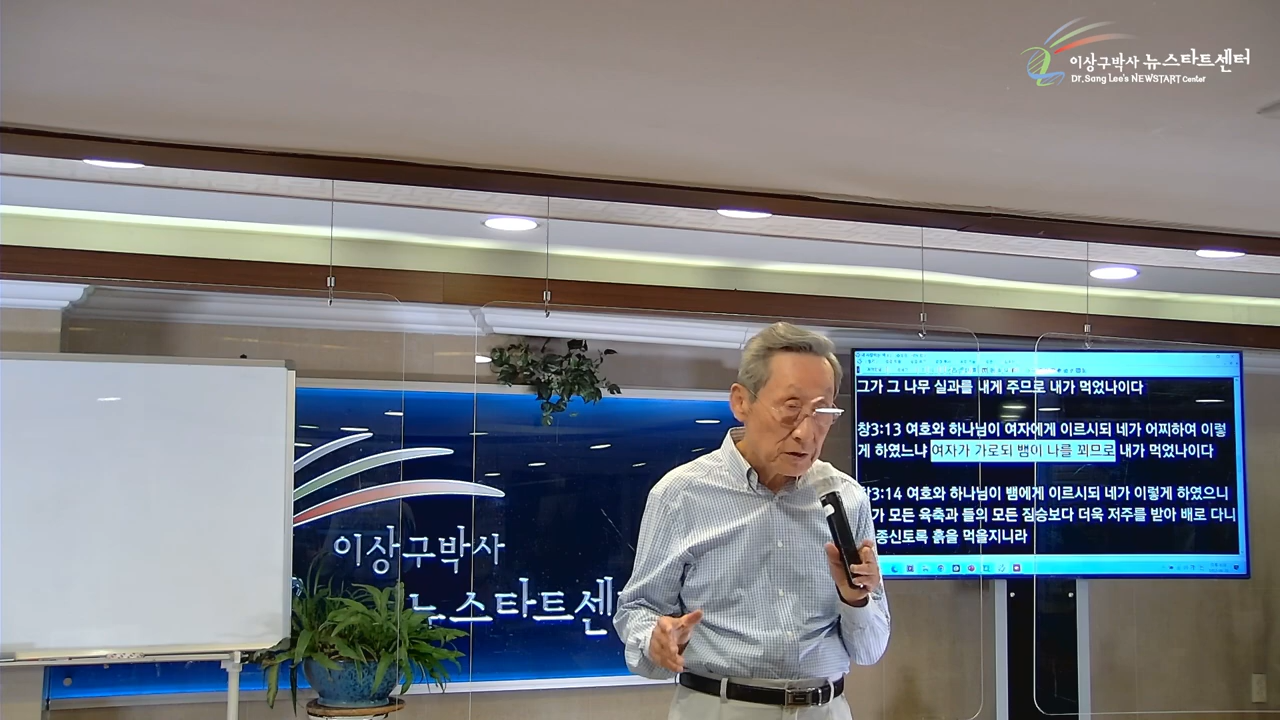 이상구박사 뉴스타트센터
Dr. Sang Lee's NEWSTART Center
그가 그 나무 실과를 내게 주므로 내가 먹었나이다
창3:13 여호와 하나님이 여자에게 이르시되 네가 어찌하여 이렇
게 하였느냐 여자가 가로되 뱀이 나를 꾀므로 내가 먹었나이다
창3:14 여호와 하나님이 뱀에게 이르시되 네가 이렇게 하였으니
가 모든 육축과 들의 모든 짐승보다 더욱 저주를 받아 배로 다니
종신토록 흙을 먹을지니라
이상구박사
뉴스타트센